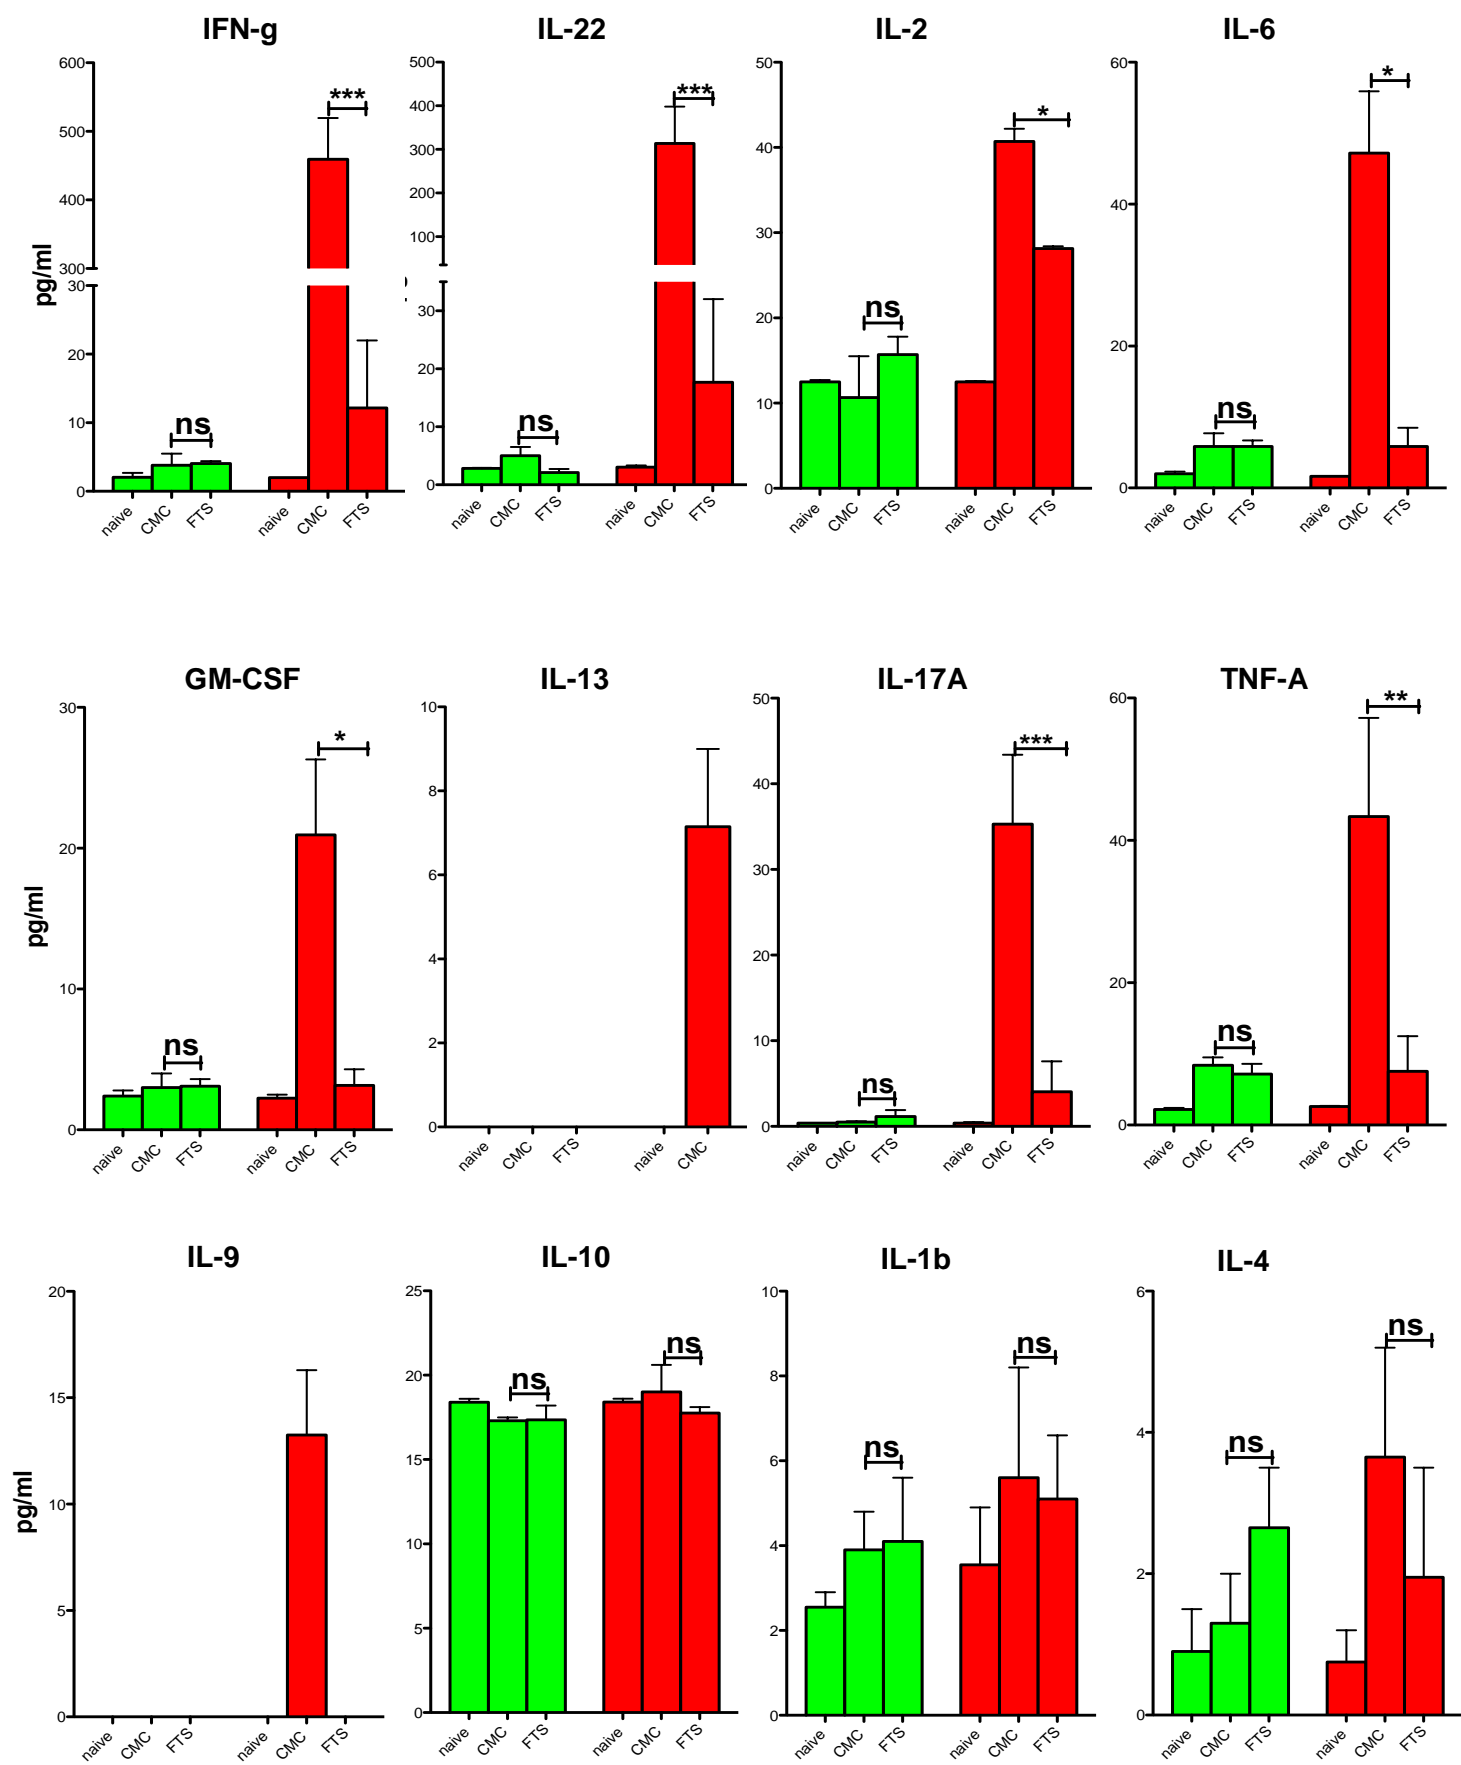 IFN-g
IL-22
IL-2
IL-6
600
500
400
300
30
20
10
0
pg/ml
***
ns
naive
CMC
FTS
naive
CMC
FTS
500
400
300
200
100
30
20
10
0
***
ns
naive
CMC
FTS
naive
CMC
FTS
50
40
30
20
10
0
*
ns
naive
CMC
FTS
naive
CMC
FTS
60
40
20
0
*
ns
naive
CMC
FTS
naive
CMC
FTS
GM-CSF
IL-13
IL-17A
TNF-A
30
20
10
0
pg/ml
*
ns
naive
CMC
FTS
naive
CMC
FTS
10
8
6
4
2
0
naive
CMC
FTS
naive
CMC
50
40
30
20
10
0
***
ns
naive
CMC
FTS
naive
CMC
FTS
60
40
20
0
**
ns
naive
CMC
FTS
naive
CMC
FTS
IL-9
IL-10
IL-1b
IL-4
20
15
10
5
0
pg/ml
naive
CMC
FTS
naive
CMC
FTS
25
20
15
10
5
0
ns
ns
naive
CMC
FTS
naive
CMC
FTS
10
8
6
4
2
0
ns
ns
naive
CMC
FTS
naive
CMC
FTS
6
4
2
0
ns
ns
naive
CMC
FTS
naive
CMC
FTS